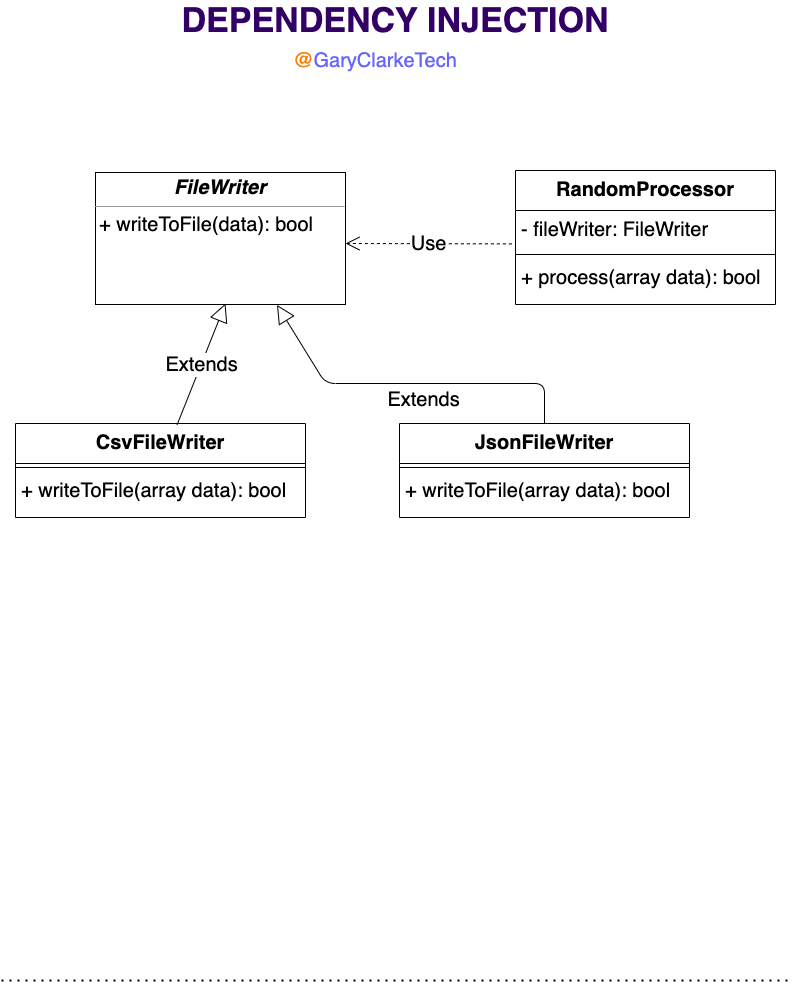 DEPENDENCY INJECTION
@GaryClarkeTech
FileWriter
+ writeToFile(data): bool
RandomProcessor
- fileWriter: FileWriter
+ process(array data): bool
Use
Extends
Extends
CsvFileWriter
+ writeToFile(array data): bool
JsonFileWriter
+ writeToFile(array data): bool